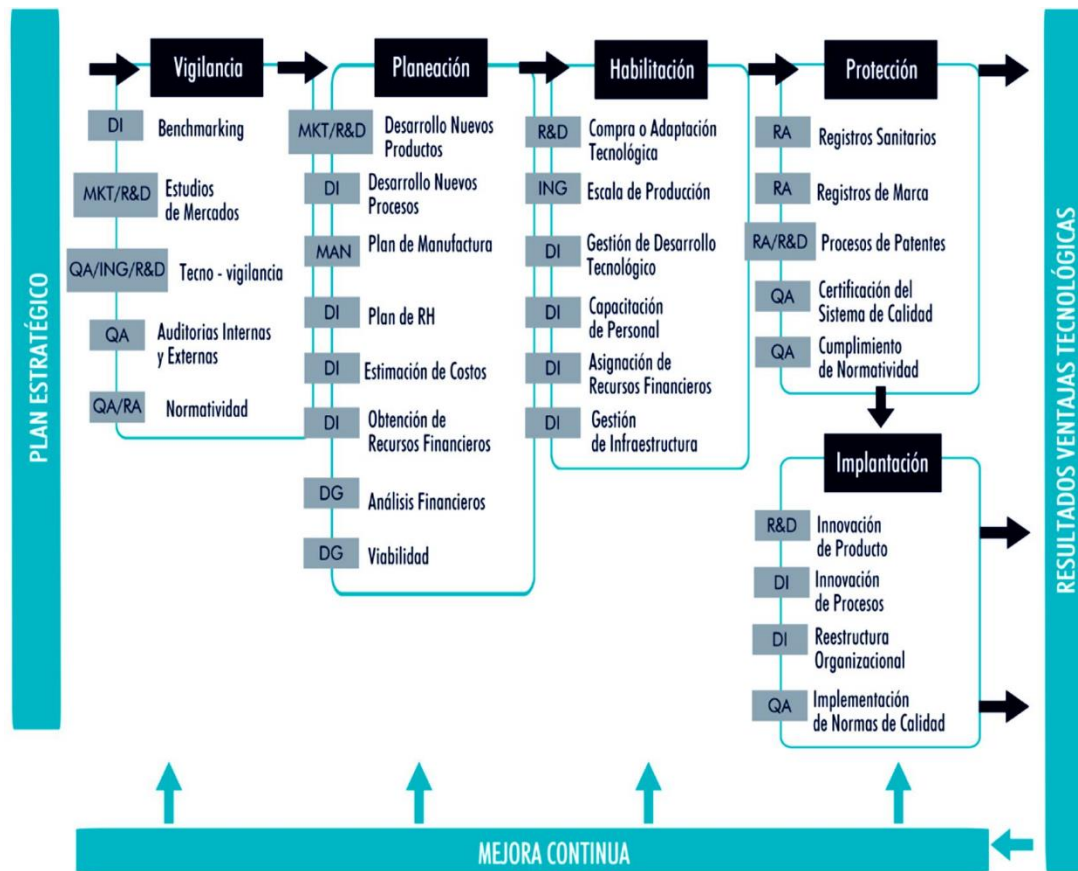 PLAN ESTRATÉGICO
Vigilancia
DI
Benchmarking
MKT/R&D
Estudios
de Mercados
QA/ING/R&D
Tecno - vigilancia
QA
Auditorias Internas
y Externas
QA/RA
Normatividad
Planeación
MKT/R&D
Desarrollo Nuevos
Productos
DI
Desarrollo Nuevos
Procesos
MAN
Plan de Manufactura
DI
Plan de RH
DI
Estimación de Costos
DI
Obtención de
Recursos Financieros
DG
Análisis Financieros
DG
Viabilidad
Habilitación
R&D
Compra o Adaptación
Tecnológica
ING
Escala de Producción
DI
Gestión de Desarrollo
Tecnológico
DI
Capacitación
de Personal
DI
Asignación de
Recursos Financieros
DI
Gestión
de Infraestructura
Protección
RA
Registros Sanitarios
RA
Registros de Marca
RA/R&D
Procesos de Patentes
QA
Certificación del
Sistema de Calidad
QA
Cumplimiento
de Normatividad
Implantación
R&D
Innovación
de Producto
DI
Innovación
de Procesos
DI
Reestructura
Organizacional
QA
Implementación
de Normas de Calidad
RESULTADOS VENTAJAS TECNOLÓGICAS
MEJORA CONTINUA